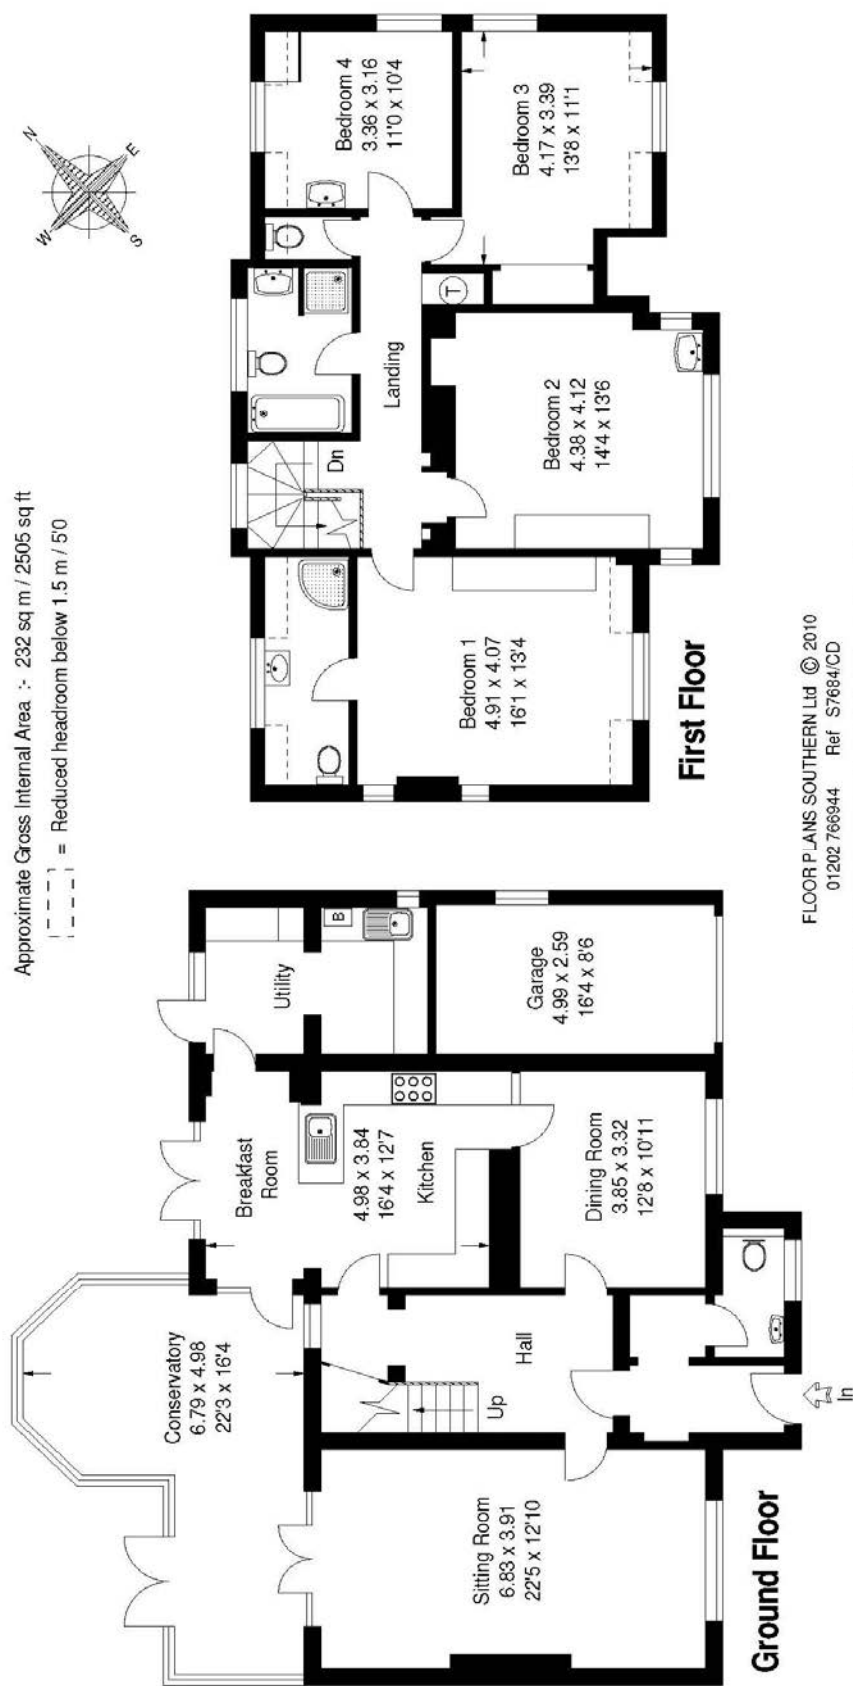 Approximate Gross Internal Area :- 232 sq m / 2505 sq ft
= Reduced headroom below 1.5 m / 5'0
N
E
S
W
Conservatory
6.79 x 4.98
22'3 x 16'4
Breakfast
Room
Utility
B
4.98 x 3.84
16'4 x 12'7
Kitchen
Sitting Room
6.83 x 3.91
22'5 x 12'10
Up
Hall
Dining Room
3.85 x 3.32
12'8 x 10'11
Garage
4.99 x 2.59
16'4 x 8'6
In
Ground Floor
Dn
Landing
T
Bedroom 4
3.36 x 3.16
11'0 x 10'4
Bedroom 1
4.91 x 4.07
16'1 x 13'4
Bedroom 2
4.38 x 4.12
14'4 x 13'6
Bedroom 3
4.17 x 3.39
13'8 x 11'1
First Floor
FLOOR PLANS SOUTHERN Ltd © 2010
01202 766944 Ref S7684/CD